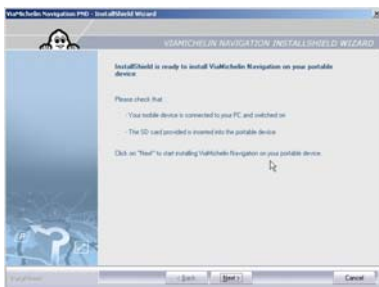 ViaMichelin Navigation PND - InstallShield Wizard
VIAMICHELIN NAVIGATION INSTALLSHIELD WIZARD
InstallShield is ready to install ViaMichelin Navigation on your portable
device
Please check that :
- Your mobile device is connected to your PC and switched on
- The SD card provided is inserted into the portable device
Click on "Next" to start installing ViaMichelin Navigation on your portable device.
< Back
Next >
Cancel